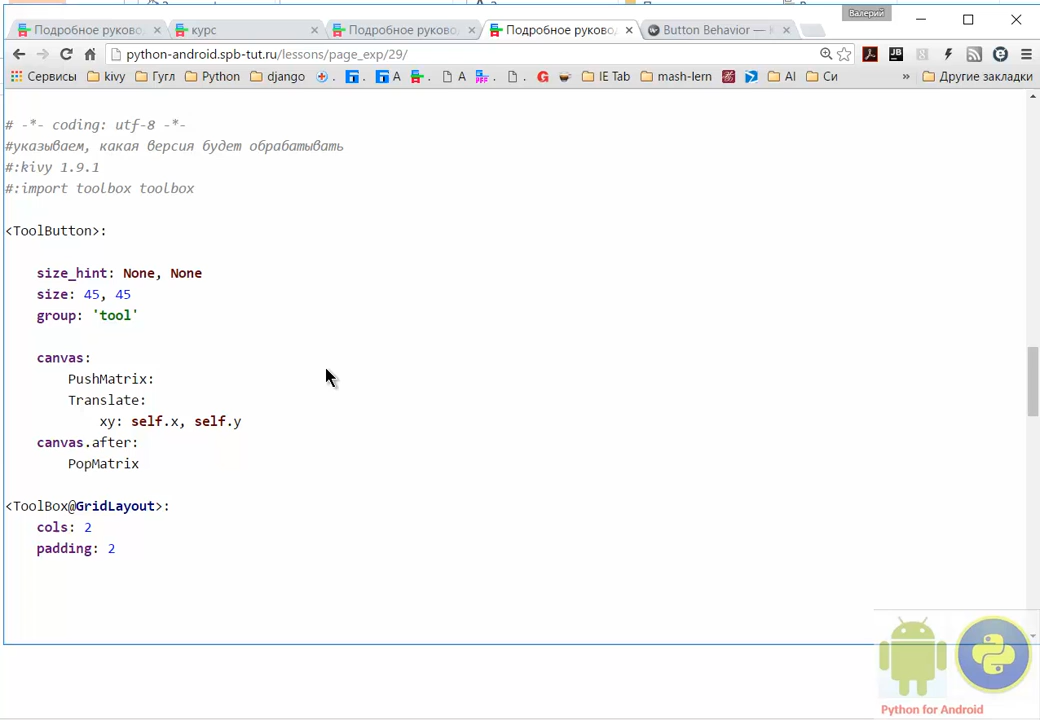 Валерий
Подробное руково
курс
Подробное руково
Подробное руково
Button Behavior —
python-android.spb-tut.ru/lessons/page_exp/29/
Сервисы kivy Гугл Python django A A G IE Tab mash-lern AI Си » Другие закладки
# -*- coding: utf-8 -*-
#указываем, какая версия будет обрабатывать
#:kivy 1.9.1
#:import toolbox toolbox
<ToolButton>:
size_hint: None, None
size: 45, 45
group: 'tool'
canvas:
PushMatrix:
Translate:
xy: self.x, self.y
canvas.after:
PopMatrix
<ToolBox@GridLayout>:
cols: 2
padding: 2
Python for Android